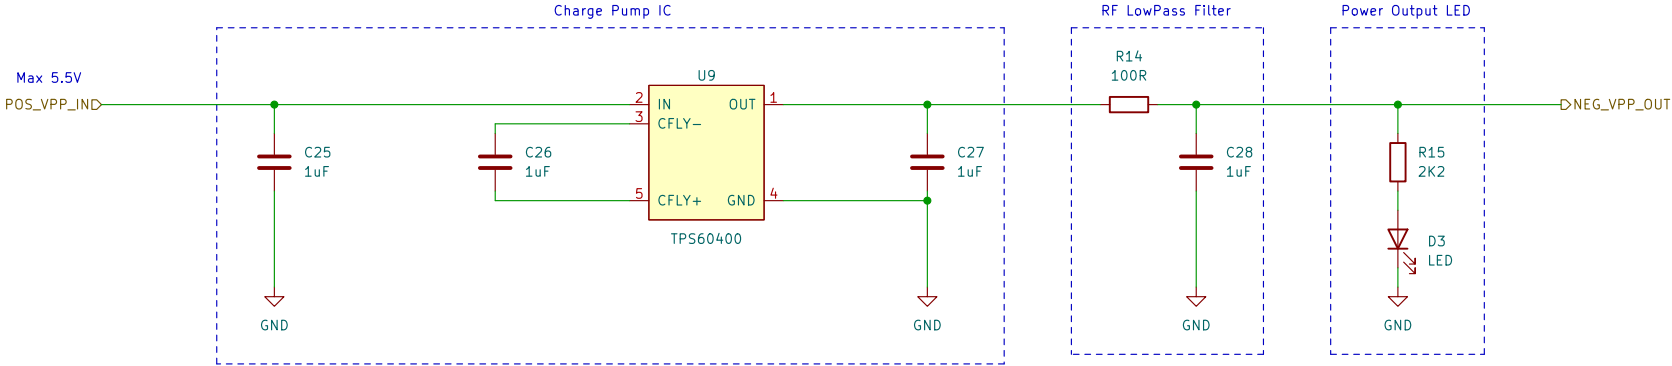 Charge Pump IC
RF LowPass Filter
Power Output LED
Max 5.5V
POS_VPP_IN
C25
1uF
GND
C26
1uF
U9
2
IN
3
CFLY-
5
CFLY+
OUT
1
GND
4
TPS60400
C27
1uF
GND
R14
100R
C28
1uF
GND
R15
2K2
D3
LED
GND
NEG_VPP_OUT